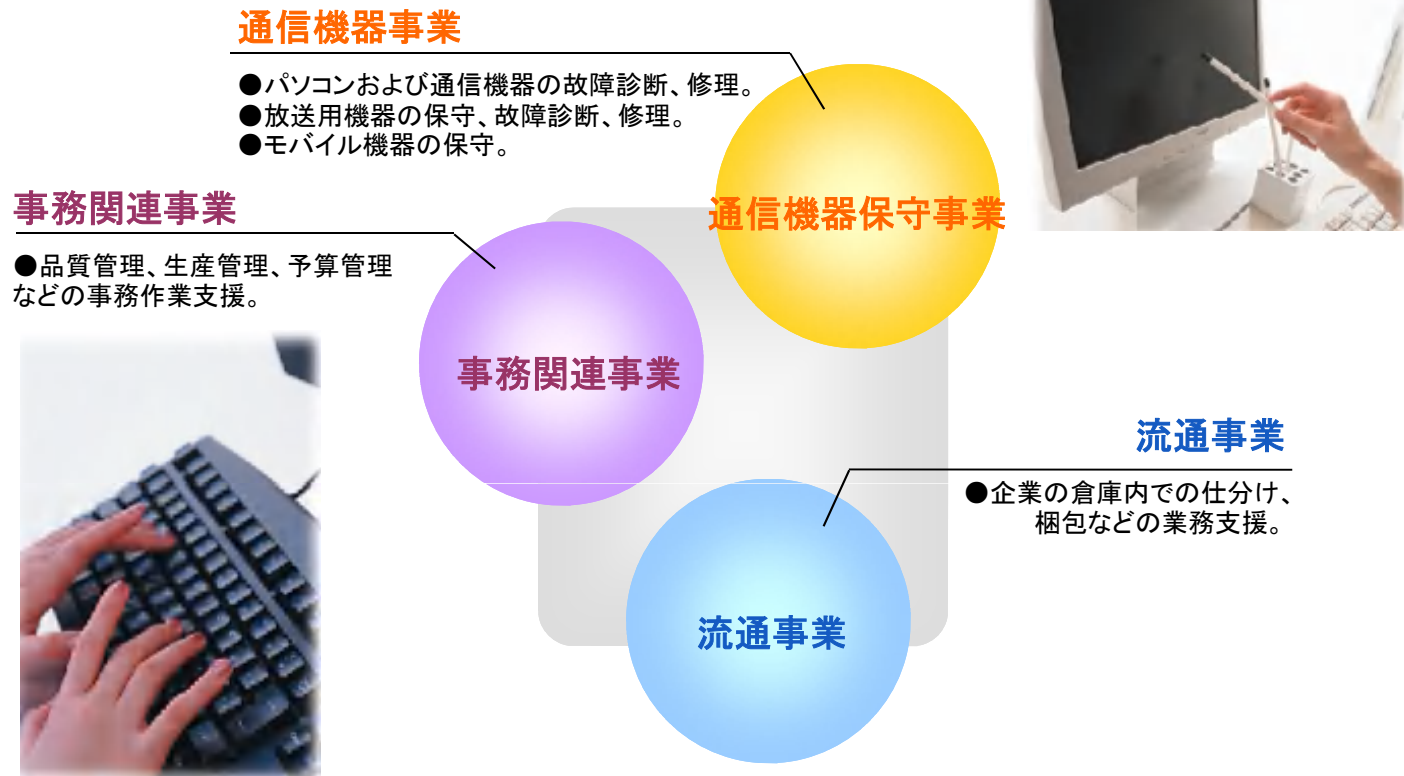 通信機器事業
●パソコンおよび通信機器の故障診断、修理。
●放送用機器の保守、故障診断、修理。
●モバイル機器の保守。
通信機器保守事業
事務関連事業
●品質管理、生産管理、予算管理
などの事務作業支援。
事務関連事業
流通事業
●企業の倉庫内での仕分け、
梱包などの業務支援。
流通事業